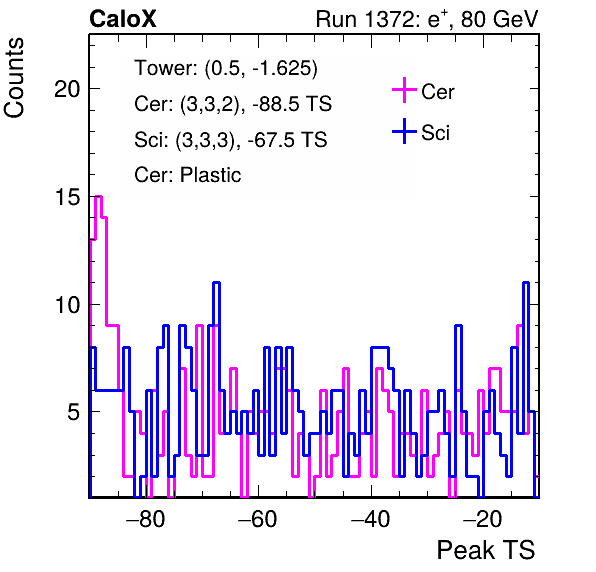 CaloX Run 1372: e+, 80 GeV
Counts
Tower: (0.5, -1.625)
Cer: (3,3,2), -88.5 TS
Sci: (3,3,3), -67.5 TS
Cer: Plastic
Cer
Sci
20
15
10
5
−80 −60 −40 −20
Peak TS